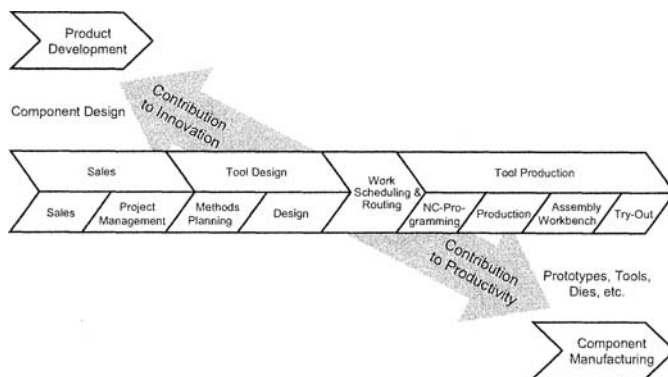 Product
Development
Component Design
Contribution
to Innovation
Sales
Tool Design
Work
Scheduling &
Routing
Tool Production
Sales
Project
Management
Methods
Planning
Design
NC-Pro-
gramming
Production
Assembly
Workbench
Try-Out
Contribution
to Productivity
Prototypes, Tools,
Dies, etc.
Component
Manufacturing